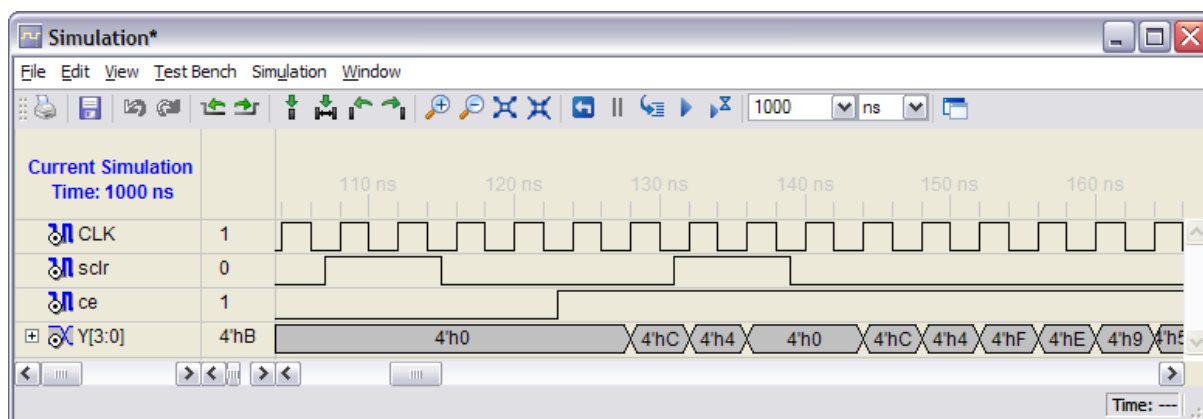 Simulation*
File Edit View Test Bench Simulation Window
1000 ns
Current Simulation
Time: 1000 ns
110 ns 120 ns 130 ns 140 ns 150 ns 160 ns
CLK 1
sclr 0
ce 1
Y[3:0] 4'hB 4'h0 4'hC 4'h4 4'h0 4'hC 4'h4 4'hF 4'hE 4'h9 4'h5
Time: ---